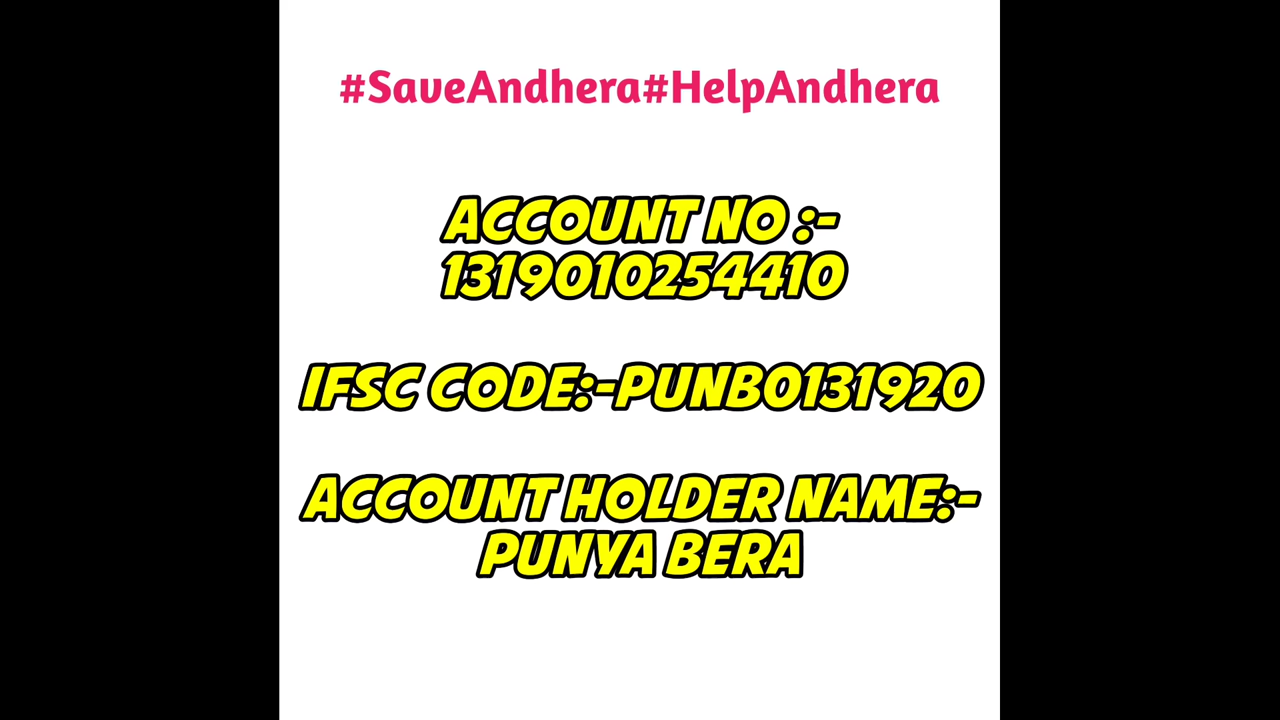 #SaveAndhera#HelpAndhera
ACCOUNT NO :-
1319010254410
IFSC CODE:-PUNB0131920
ACCOUNT HOLDER NAME:-
PUNYA BERA